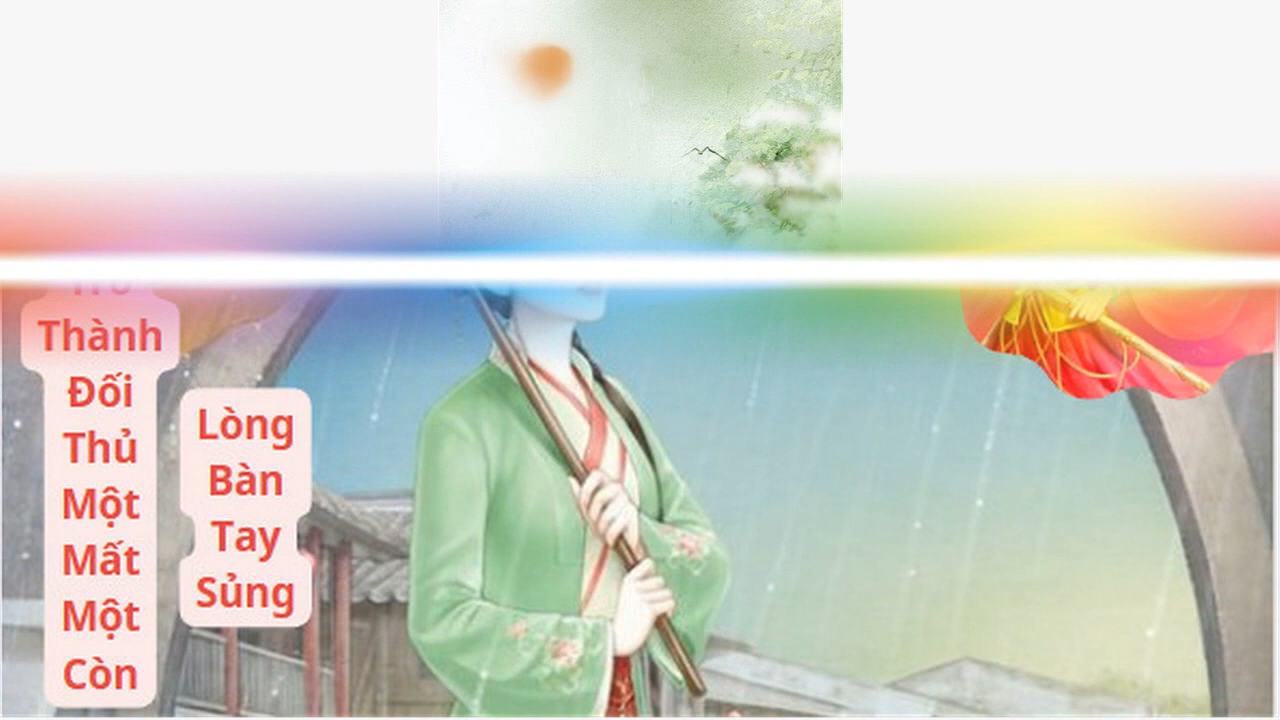 Thành
Đối
Thủ
Một
Mất
Một
Còn
Lòng
Bàn
Tay
Sủng